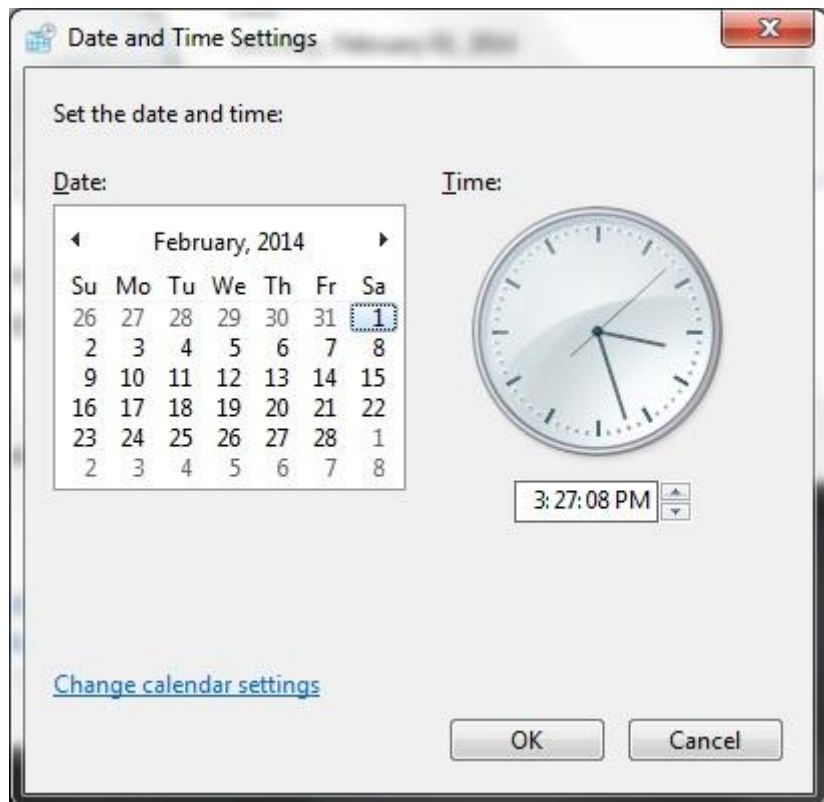 Date and Time Settings
Set the date and time:
Date:
Time:
February, 2014
Su Mo Tu We Th Fr Sa
26 27 28 29 30 31 1
2 3 4 5 6 7 8
9 10 11 12 13 14 15
16 17 18 19 20 21 22
23 24 25 26 27 28 1
2 3 4 5 6 7 8
3:27:08 PM
Change calendar settings
OK
Cancel